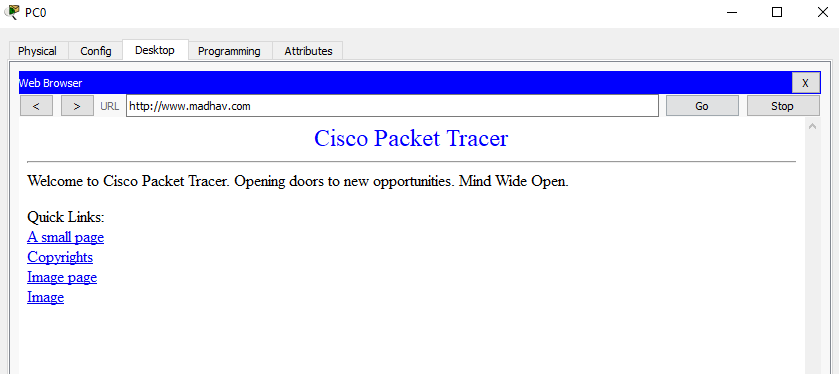 PC0
Physical Config Desktop Programming Attributes
Web Browser X
< > URL http://www.madhav.com Go Stop
Cisco Packet Tracer
Welcome to Cisco Packet Tracer. Opening doors to new opportunities. Mind Wide Open.
Quick Links:
A small page
Copyrights
Image page
Image